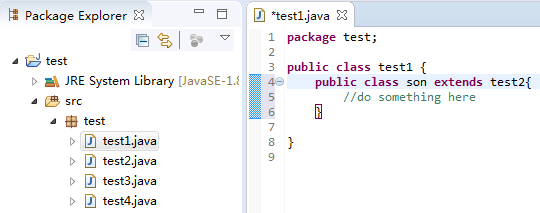 Package Explorer
test
JRE System Library [JavaSE-1.8
src
test
test1.java
test2.java
test3.java
test4.java
*test1.java
1 package test;
2
3 public class test1 {
4 public class son extends test2{
5 //do something here
6 }
7
8 }
9